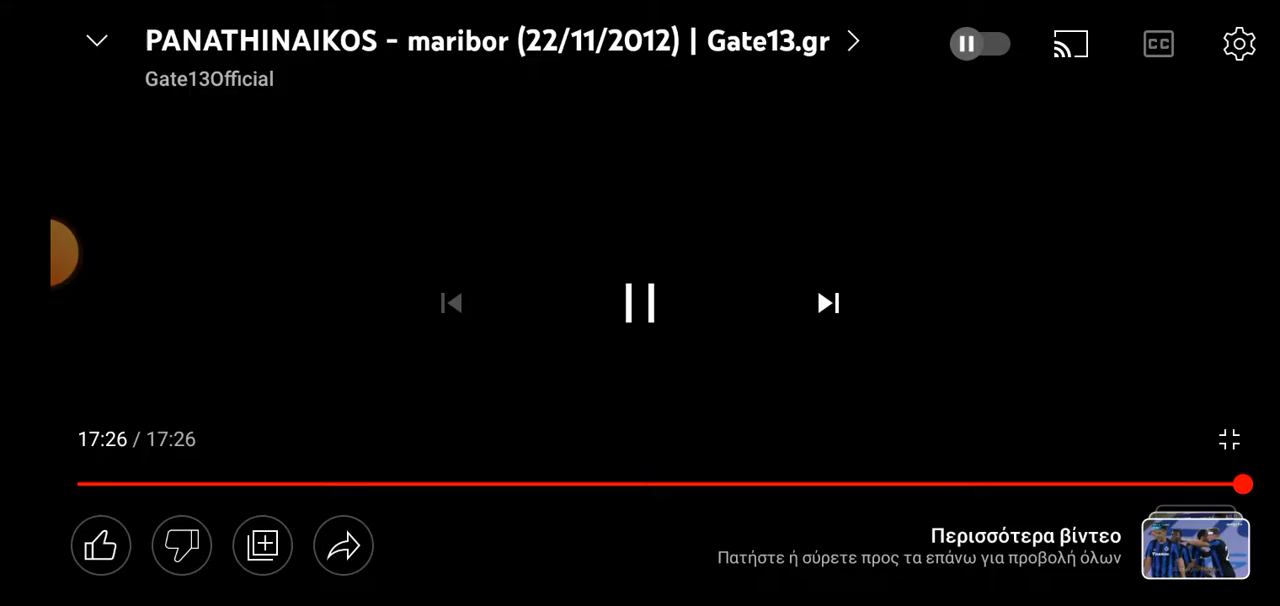 PANATHINAIKOS - maribor (22/11/2012) | Gate13.gr
Gate13Official
CC
17:26 / 17:26
Περισσότερα βίντεο
Πατήστε ή σύρετε προς τα επάνω για προβολή όλων